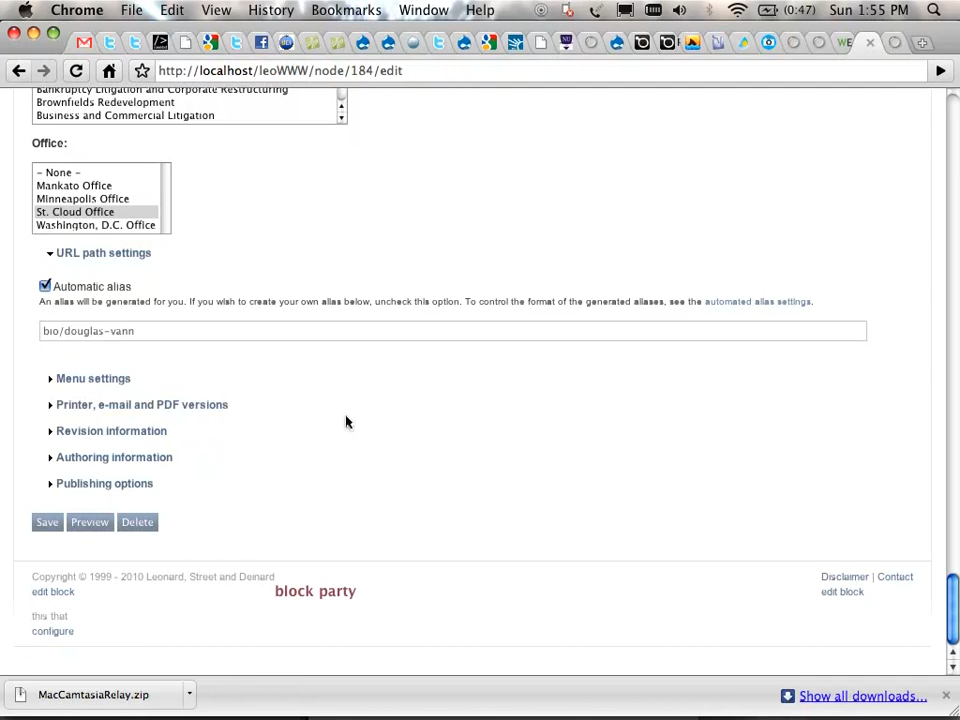 Chrome File Edit View History Bookmarks Window Help (0:47) Sun 1:55 PM
WE
http://localhost/leoWWW/node/184/edit
Bankruptcy Litigation and Corporate Restructuring
Brownfields Redevelopment
Business and Commercial Litigation
Office:
- None -
Mankato Office
Minneapolis Office
St. Cloud Office
Washington, D.C. Office
URL path settings
Automatic alias
An alias will be generated for you. If you wish to create your own alias below, uncheck this option. To control the format of the generated aliases, see the automated alias settings.
bio/douglas-vann
Menu settings
Printer, e-mail and PDF versions
Revision information
Authoring information
Publishing options
Save Preview Delete
Copyright © 1999 - 2010 Leonard, Street and Deinard
Disclaimer | Contact
edit block
block party
edit block
this that
configure
MacCamtasiaRelay.zip
Show all downloads...